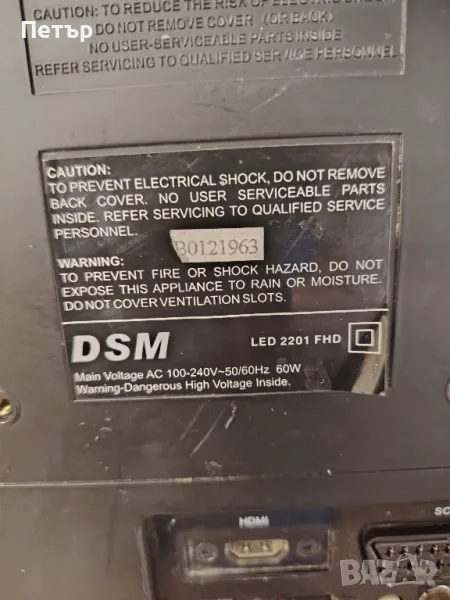 CAUTION: TO REDUCE THE RISK OF ELECTRIC SHOCK
Петър
DO NOT REMOVE COVER (OR BACK)
NO USER-SERVICEABLE PARTS INSIDE
REFER SERVICING TO QUALIFIED SERVICE PERSONNEL
CAUTION:
TO PREVENT ELECTRICAL SHOCK, DO NOT REMOVE
BACK COVER. NO USER SERVICEABLE PARTS
INSIDE. REFER SERVICING TO QUALIFIED SERVICE
PERSONNEL.
B0121963
WARNING:
TO PREVENT FIRE OR SHOCK HAZARD, DO NOT
EXPOSE THIS APPLIANCE TO RAIN OR MOISTURE.
DO NOT COVER VENTILATION SLOTS.
DSM
LED 2201 FHD
Main Voltage AC 100-240V~50/60Hz 60W
Warning-Dangerous High Voltage Inside.
HDMI
SC
BAZAR